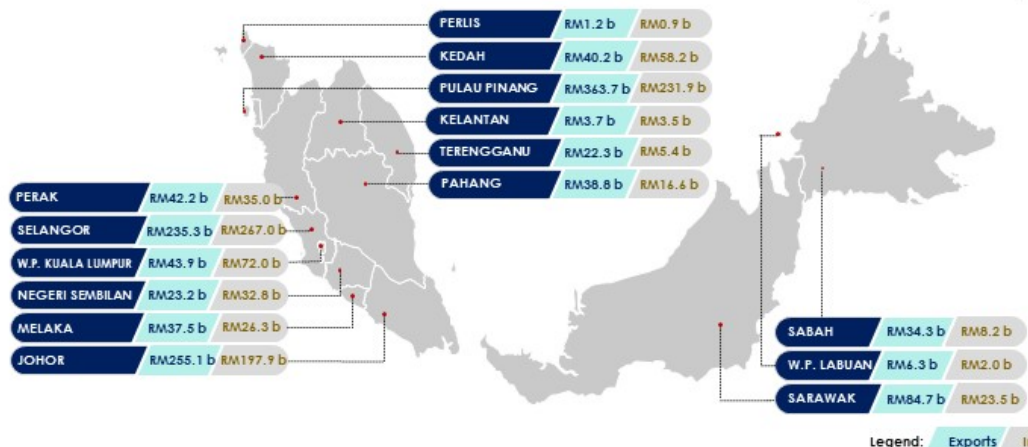 PERLIS RM1.2 b RM0.9 b
KEDAH RM40.2 b RM58.2 b
PULAU PINANG RM363.7 b RM231.9 b
KELANTAN RM3.7 b RM3.5 b
TERENGGANU RM22.3 b RM5.4 b
PAHANG RM38.8 b RM16.6 b
PERAK RM42.2 b RM35.0 b
SELANGOR RM235.3 b RM267.0 b
W.P. KUALA LUMPUR RM43.9 b RM72.0 b
NEGERI SEMBILAN RM23.2 b RM32.8 b
MELAKA RM37.5 b RM26.3 b
JOHOR RM255.1 b RM197.9 b
SABAH RM34.3 b RM8.2 b
W.P. LABUAN RM6.3 b RM2.0 b
SARAWAK RM84.7 b RM23.5 b
Legend: Exports